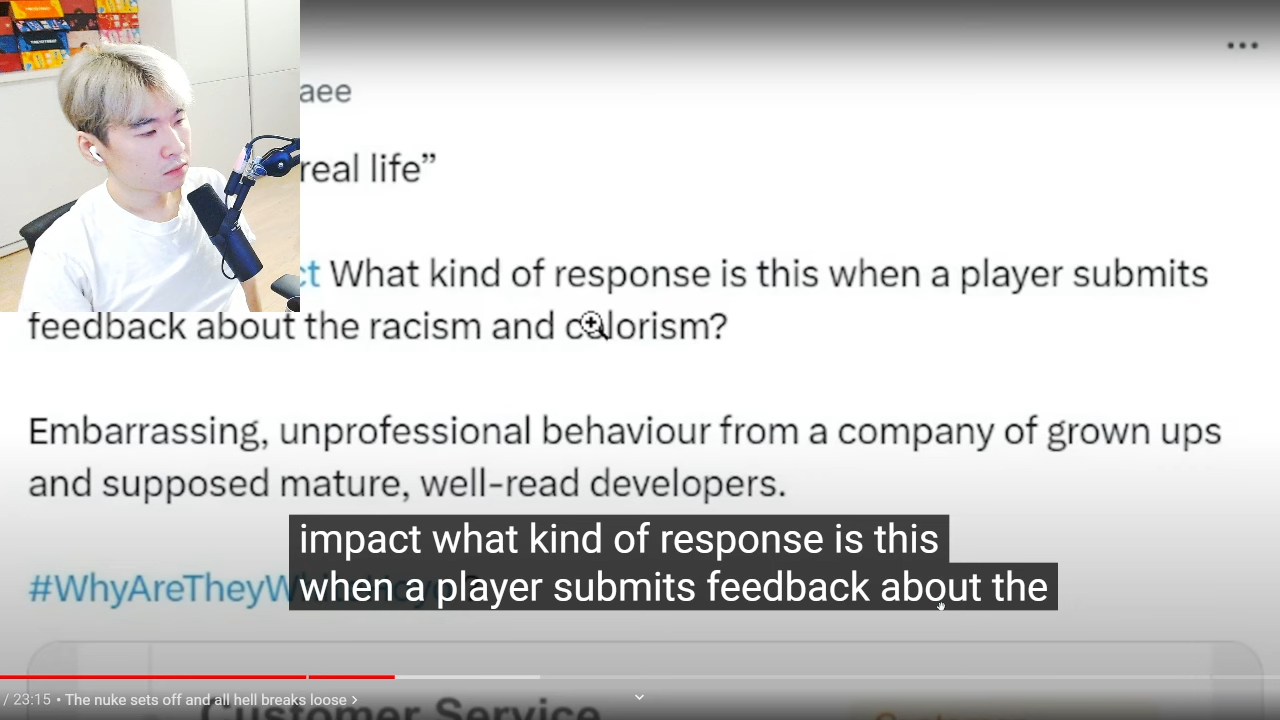 aee
real life”
ct What kind of response is this when a player submits
feedback about the racism and colorism?
Embarrassing, unprofessional behaviour from a company of grown ups
and supposed mature, well-read developers.
impact what kind of response is this
#WhyAreTheyW
when a player submits feedback about the
/ 23:15 • The nuke sets off and all hell breaks loose >
Customer Service